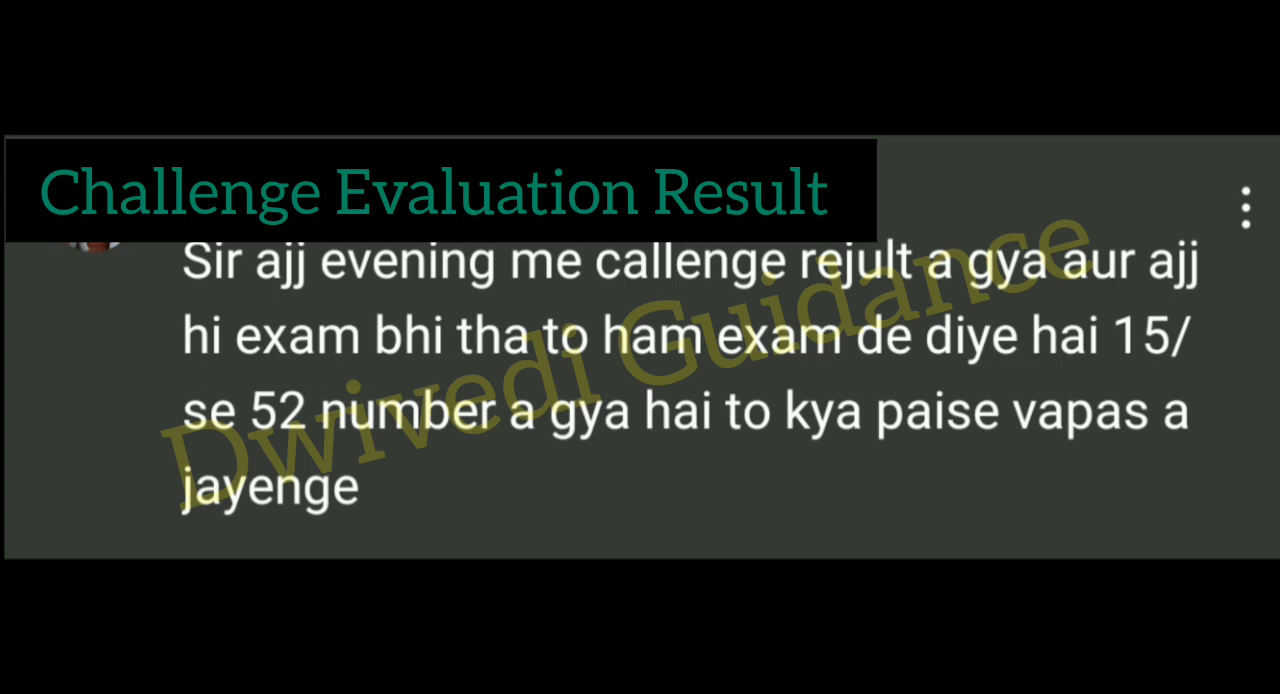 Challenge Evaluation Result
Sir ajj evening me callenge rejult a gya aur ajj
hi exam bhi tha to ham exam de diye hai 15/
se 52 number a gya hai to kya paise vapas a
jayenge
Dwivedi Guidance